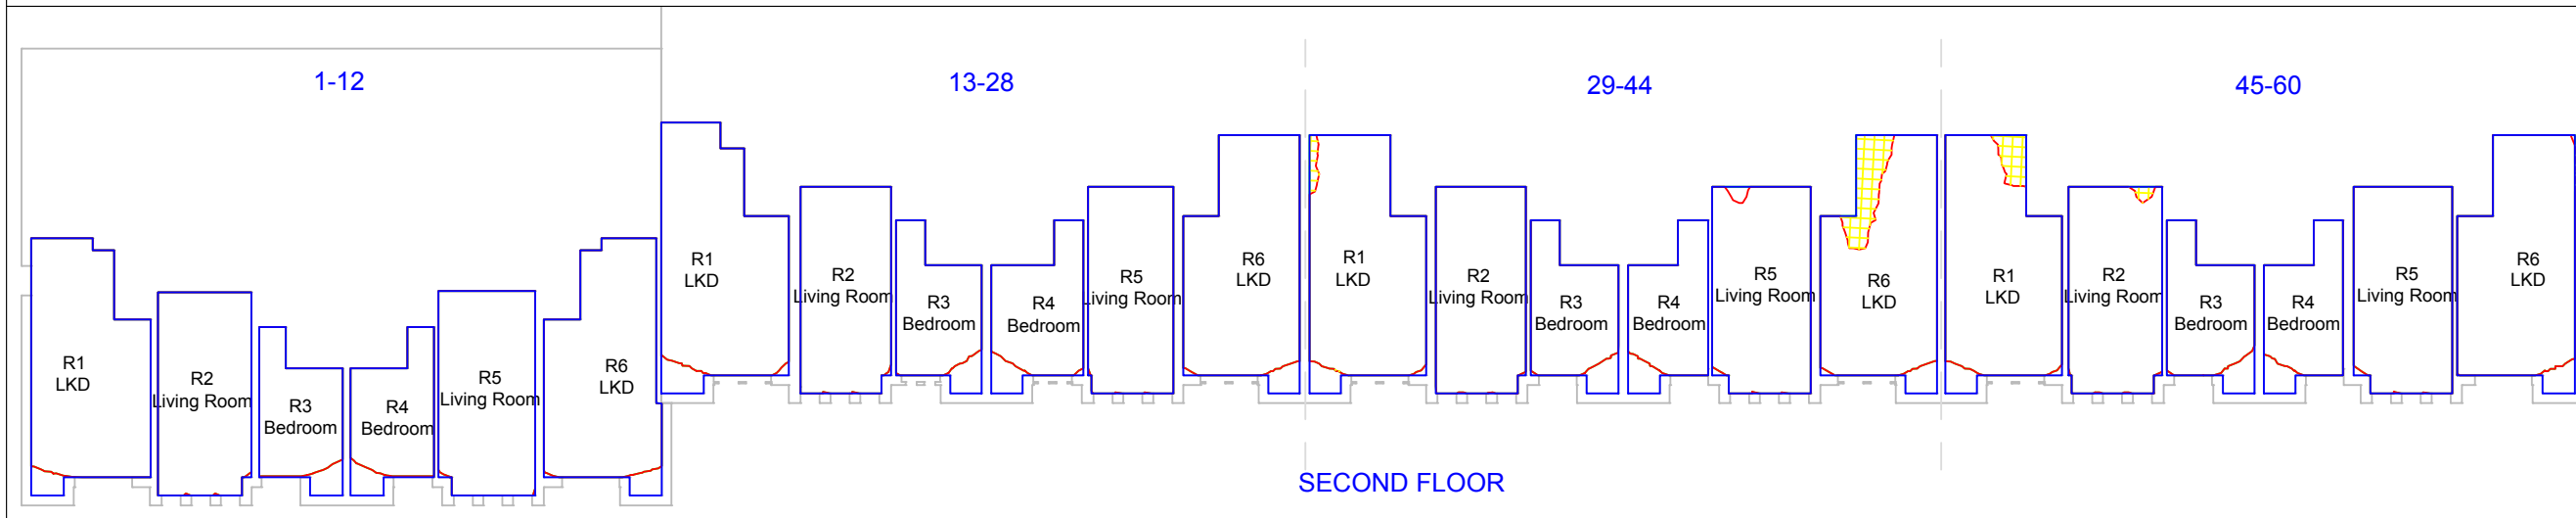 1-12
13-28
29-44
45-60
R1
LKD
R2
Living Room
R3
Bedroom
R4
Bedroom
R5
Living Room
R6
LKD
R1
LKD
R2
Living Room
R3
Bedroom
R4
Bedroom
R5
Living Room
R6
LKD
R1
LKD
R2
Living Room
R3
Bedroom
R4
Bedroom
R5
Living Room
R6
LKD
R1
LKD
R2
Living Room
R3
Bedroom
R4
Bedroom
R5
Living Room
R6
LKD
SECOND FLOOR